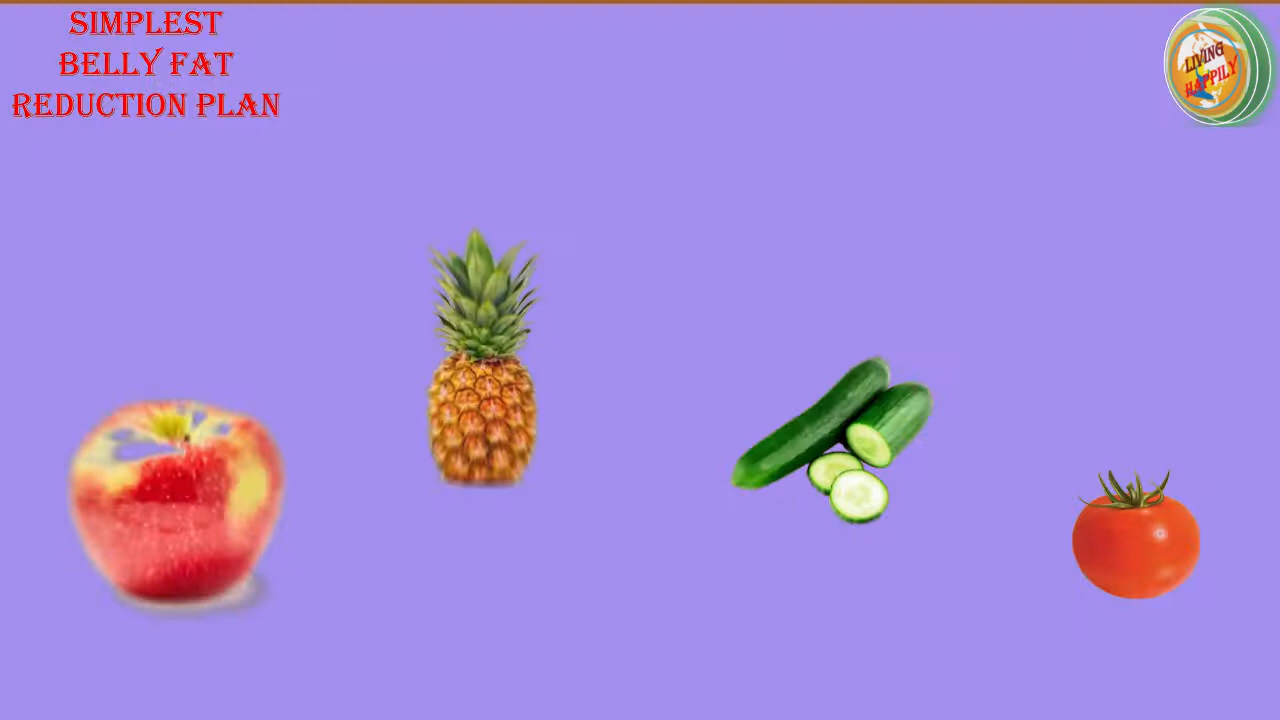 SIMPLEST
BELLY FAT
REDUCTION PLAN
LIVING
HAPPILY